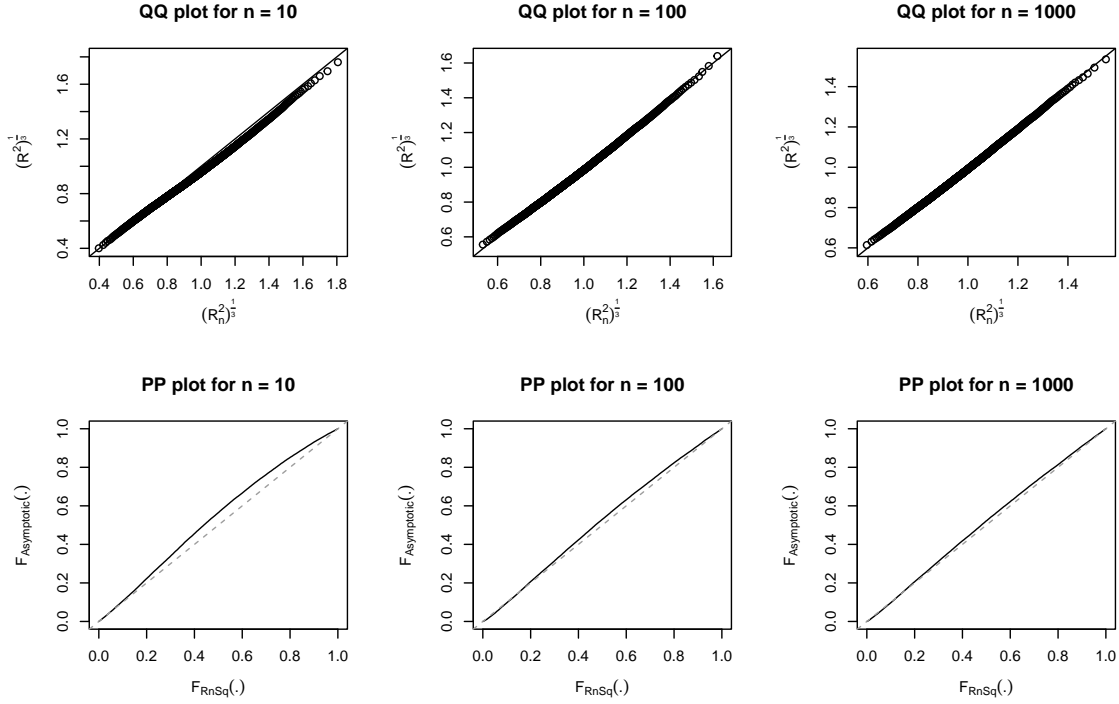 QQ plot for n = 10
(R²)^(1/3)
0.4 0.8 1.2 1.6
0.4 0.6 0.8 1.0 1.2 1.4 1.6 1.8
(Rₙ²)^(1/3)
QQ plot for n = 100
(R²)^(1/3)
0.6 0.8 1.0 1.2 1.4 1.6
0.6 0.8 1.0 1.2 1.4 1.6
(Rₙ²)^(1/3)
QQ plot for n = 1000
(R²)^(1/3)
0.6 0.8 1.0 1.2 1.4
0.6 0.8 1.0 1.2 1.4
(Rₙ²)^(1/3)
PP plot for n = 10
F_Asymptotic(.)
0.0 0.2 0.4 0.6 0.8 1.0
0.0 0.2 0.4 0.6 0.8 1.0
F_RnSq(.)
PP plot for n = 100
F_Asymptotic(.)
0.0 0.2 0.4 0.6 0.8 1.0
0.0 0.2 0.4 0.6 0.8 1.0
F_RnSq(.)
PP plot for n = 1000
F_Asymptotic(.)
0.0 0.2 0.4 0.6 0.8 1.0
0.0 0.2 0.4 0.6 0.8 1.0
F_RnSq(.)